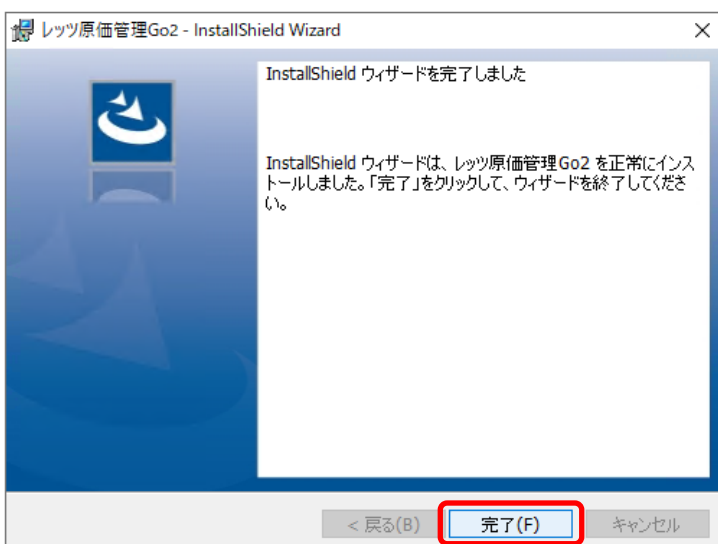 レッツ原価管理Go2 - InstallShield Wizard
InstallShield ウィザードを完了しました
InstallShield ウィザードは、レッツ原価管理Go2 を正常にインス
トールしました。「完了」をクリックして、ウィザードを終了してくださ
い。
< 戻る(B)
完了(F)
キャンセル